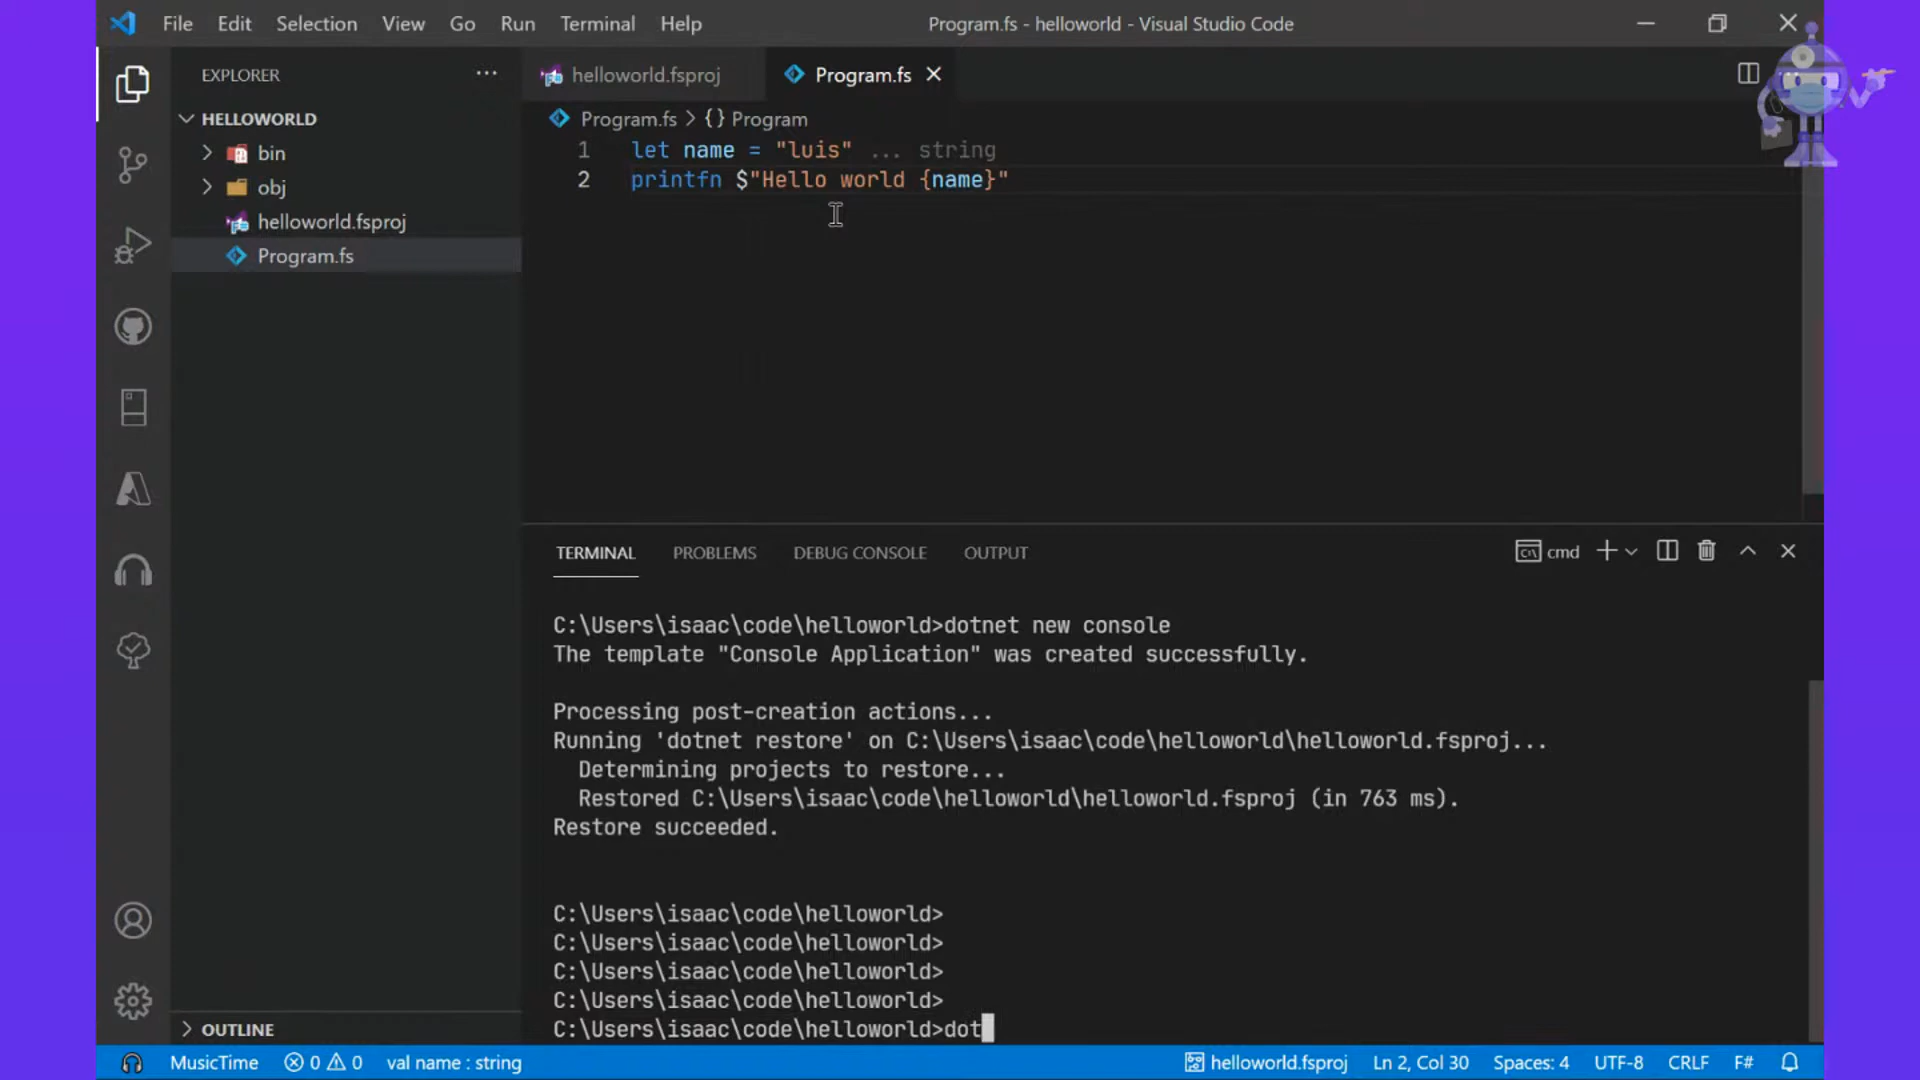 File Edit Selection View Go Run Terminal Help
Program.fs - helloworld - Visual Studio Code
EXPLORER
HELLOWORLD
bin
obj
helloworld.fsproj
Program.fs
OUTLINE
helloworld.fsproj Program.fs
Program.fs > {} Program
1 let name = "luis" ... string
2 printfn $"Hello world {name}"
TERMINAL PROBLEMS DEBUG CONSOLE OUTPUT
cmd
C:\Users\isaac\code\helloworld>dotnet new console
The template "Console Application" was created successfully.
Processing post-creation actions...
Running 'dotnet restore' on C:\Users\isaac\code\helloworld\helloworld.fsproj...
Determining projects to restore...
Restored C:\Users\isaac\code\helloworld\helloworld.fsproj (in 763 ms).
Restore succeeded.
C:\Users\isaac\code\helloworld>
C:\Users\isaac\code\helloworld>
C:\Users\isaac\code\helloworld>
C:\Users\isaac\code\helloworld>
C:\Users\isaac\code\helloworld>dot
MusicTime 0 0 val name : string helloworld.fsproj Ln 2, Col 30 Spaces: 4 UTF-8 CRLF F#